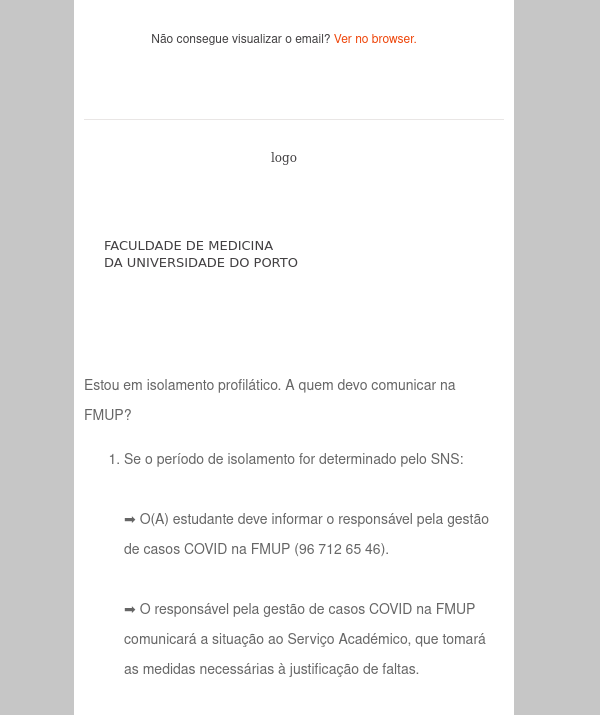 Não consegue visualizar o email? Ver no browser.
logo
FACULDADE DE MEDICINA
DA UNIVERSIDADE DO PORTO
Estou em isolamento profilático. A quem devo comunicar na
FMUP?
1. Se o período de isolamento for determinado pelo SNS:
➡ O(A) estudante deve informar o responsável pela gestão
de casos COVID na FMUP (96 712 65 46).
➡ O responsável pela gestão de casos COVID na FMUP
comunicará a situação ao Serviço Académico, que tomará
as medidas necessárias à justificação de faltas.